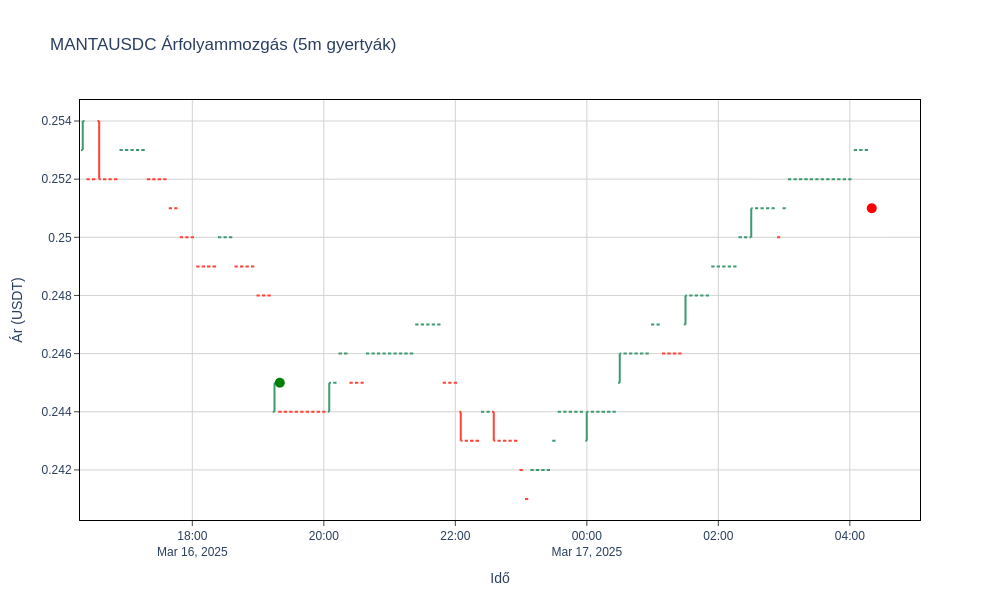 MANTAUSDC Árfolyammozgás (5m gyertyák)
Ár (USDT)
0.254
0.252
0.25
0.248
0.246
0.244
0.242
18:00
20:00
22:00
00:00
02:00
04:00
Mar 16, 2025
Mar 17, 2025
Idő